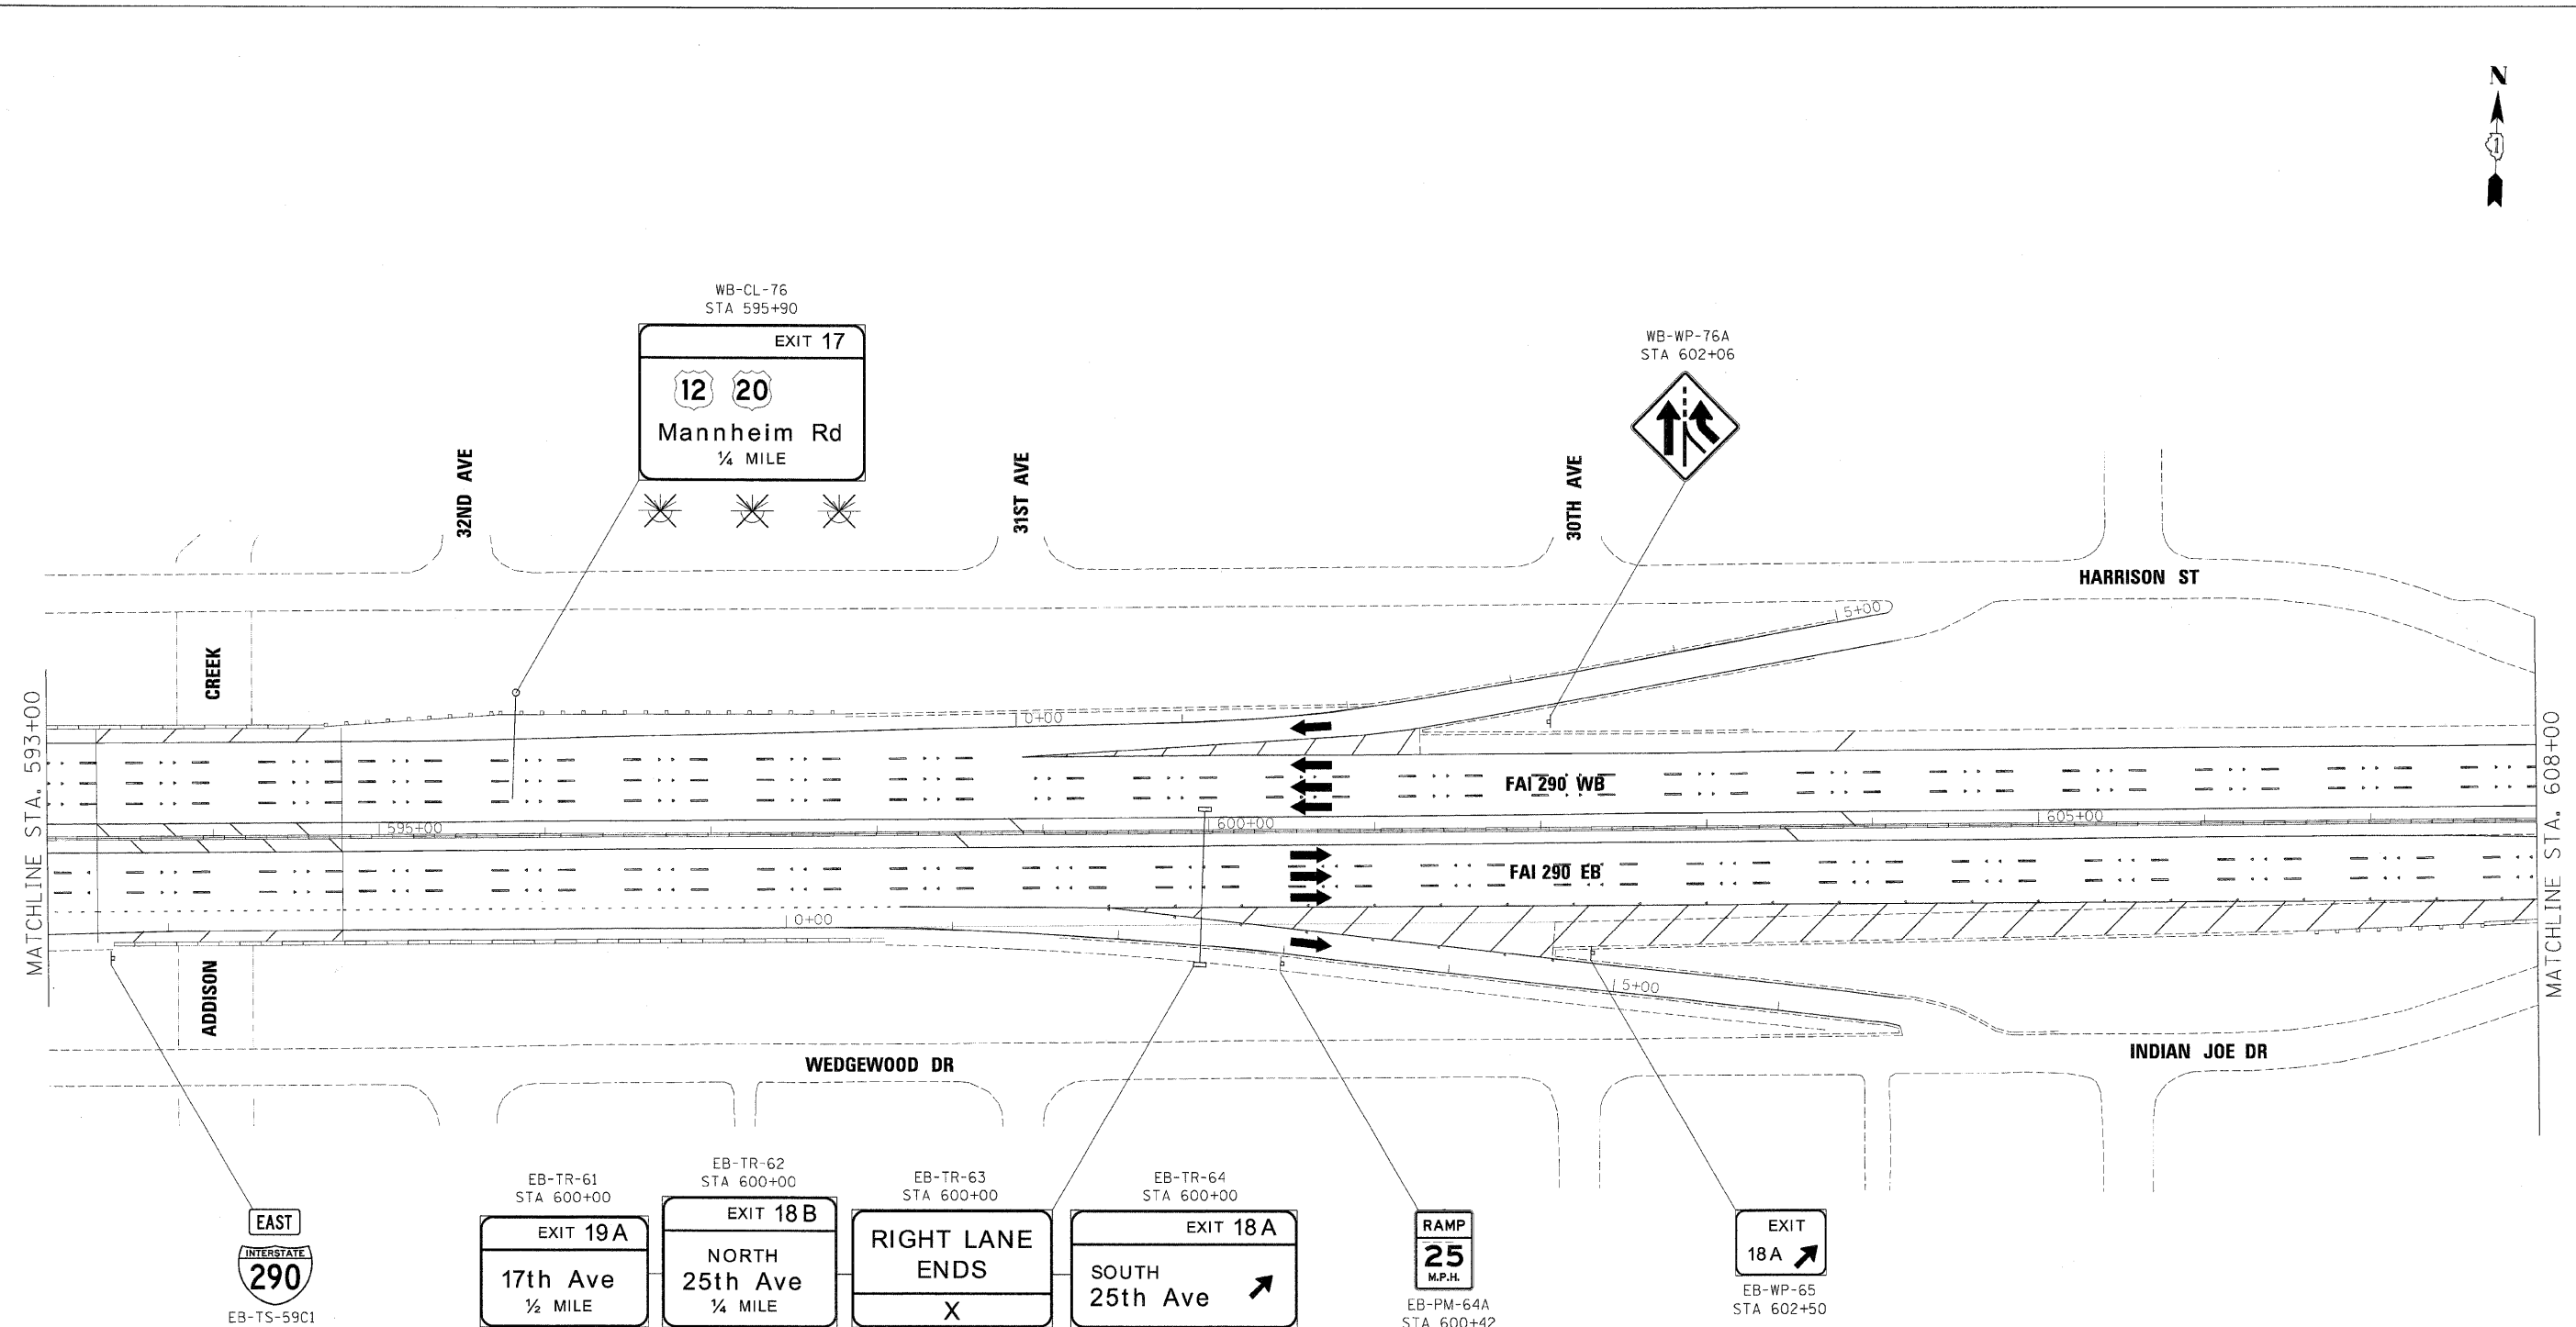 N
1
WB-CL-76
STA 595+90
EXIT 17
12 20
Mannheim Rd
¼ MILE
WB-WP-76A
STA 602+06
32ND AVE
31ST AVE
30TH AVE
HARRISON ST
CREEK
5+00
0+00
MATCHLINE STA. 593+00
MATCHLINE STA. 608+00
FAI 290 WB
595+00
600+00
605+00
FAI 290 EB
0+00
5+00
ADDISON
WEDGEWOOD DR
INDIAN JOE DR
EAST
INTERSTATE
290
EB-TS-59C1
EB-TR-61
STA 600+00
EXIT 19A
17th Ave
½ MILE
EB-TR-62
STA 600+00
EXIT 18B
NORTH
25th Ave
¼ MILE
EB-TR-63
STA 600+00
RIGHT LANE
ENDS
X
EB-TR-64
STA 600+00
EXIT 18A
SOUTH
25th Ave
RAMP
25
M.P.H.
EB-PM-64A
STA 600+42
EXIT
18A
EB-WP-65
STA 602+50